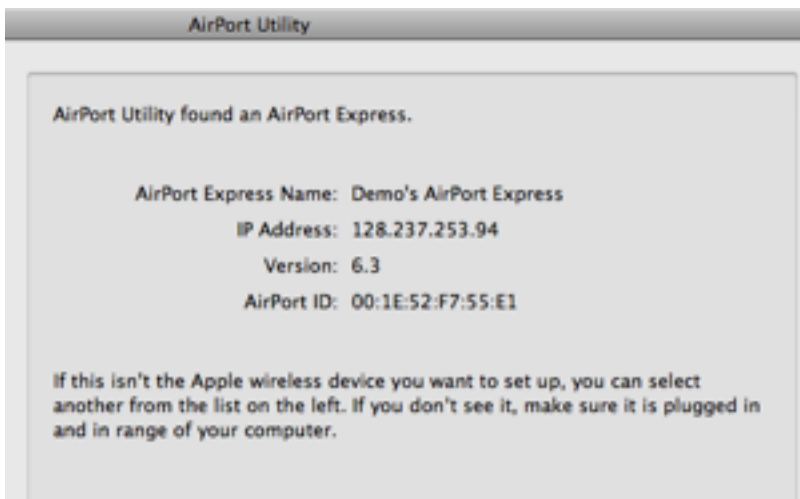 AirPort Utility
AirPort Utility found an AirPort Express.
AirPort Express Name: Demo's AirPort Express
IP Address: 128.237.253.94
Version: 6.3
AirPort ID: 00:1E:52:F7:55:E1
If this isn't the Apple wireless device you want to set up, you can select
another from the list on the left. If you don't see it, make sure it is plugged in
and in range of your computer.